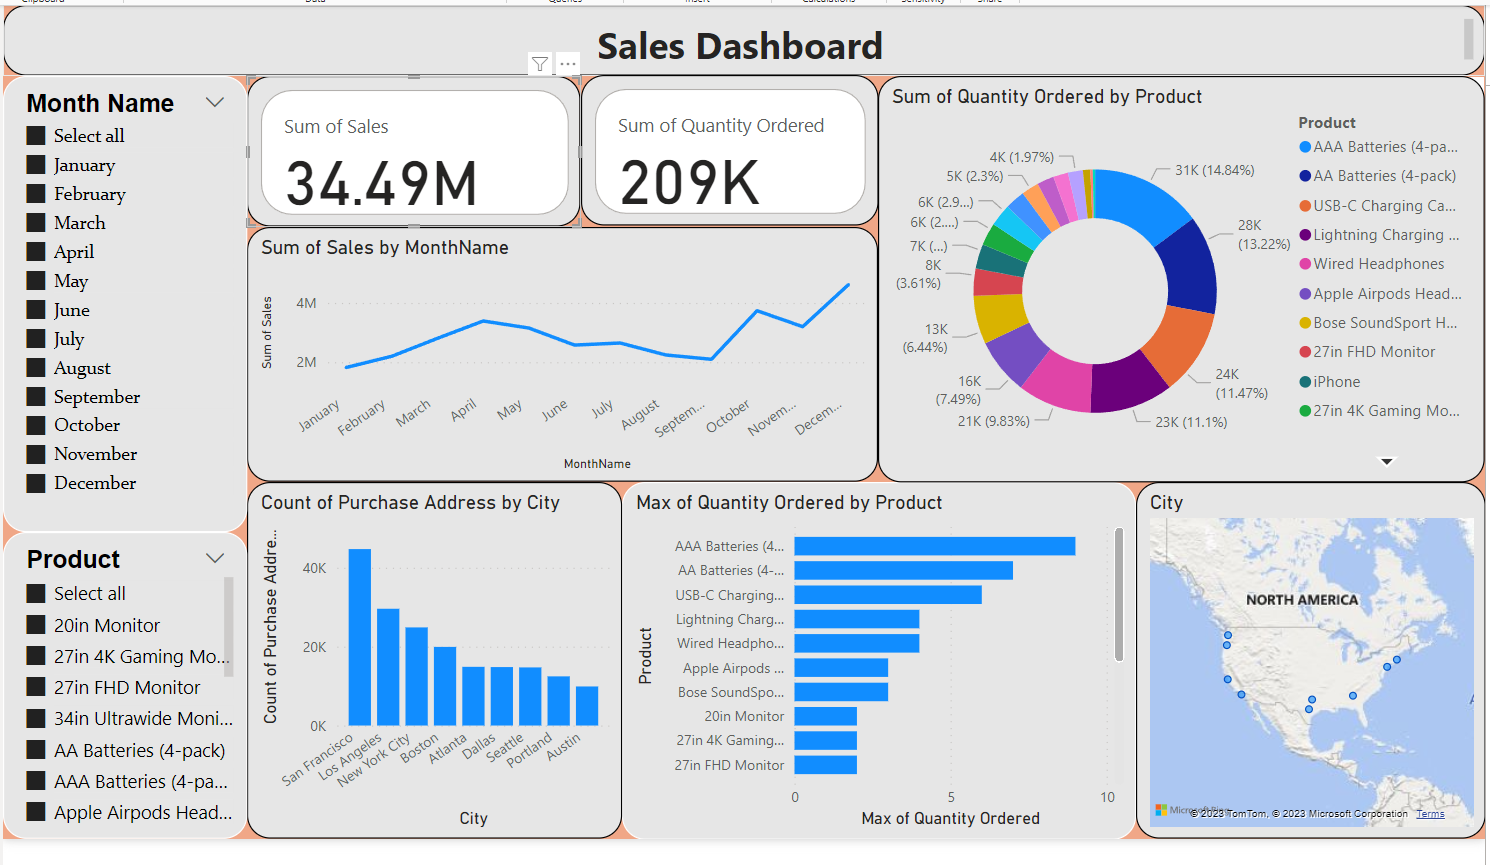 Clipboard
Data
Queries
Insert
Calculations
Sensitivity
Share
Sales Dashboard
Month Name
Select all
January
February
March
April
May
June
July
August
September
October
November
December
Product
Select all
20in Monitor
27in 4K Gaming Mo...
27in FHD Monitor
34in Ultrawide Moni...
AA Batteries (4-pack)
AAA Batteries (4-pa...
Apple Airpods Head...
Sum of Sales
34.49M
Sum of Quantity Ordered
209K
Sum of Sales by MonthName
Sum of Sales
4M
2M
January
February
March
April
May
June
July
August
Septem...
October
Novem...
Decem...
MonthName
Sum of Quantity Ordered by Product
31K (14.84%)
28K
(13.22%)
24K
(11.47%)
23K (11.1%)
21K (9.83%)
16K
(7.49%)
13K
(6.44%)
8K
(3.61%)
7K (...)
6K (2....)
6K (2.9...)
5K (2.3%)
4K (1.97%)
Product
AAA Batteries (4-pa...
AA Batteries (4-pack)
USB-C Charging Ca...
Lightning Charging ...
Wired Headphones
Apple Airpods Head...
Bose SoundSport H...
27in FHD Monitor
iPhone
27in 4K Gaming Mo...
Count of Purchase Address by City
Count of Purchase Addre...
40K
20K
0K
San Francisco
Los Angeles
New York City
Boston
Atlanta
Dallas
Seattle
Portland
Austin
City
Max of Quantity Ordered by Product
Product
AAA Batteries (4...
AA Batteries (4-...
USB-C Charging...
Lightning Charg...
Wired Headpho...
Apple Airpods ...
Bose SoundSpo...
20in Monitor
27in 4K Gaming...
27in FHD Monitor
0
5
10
Max of Quantity Ordered
City
NORTH AMERICA
Microsoft Bing
© 2023 TomTom, © 2023 Microsoft Corporation
Terms